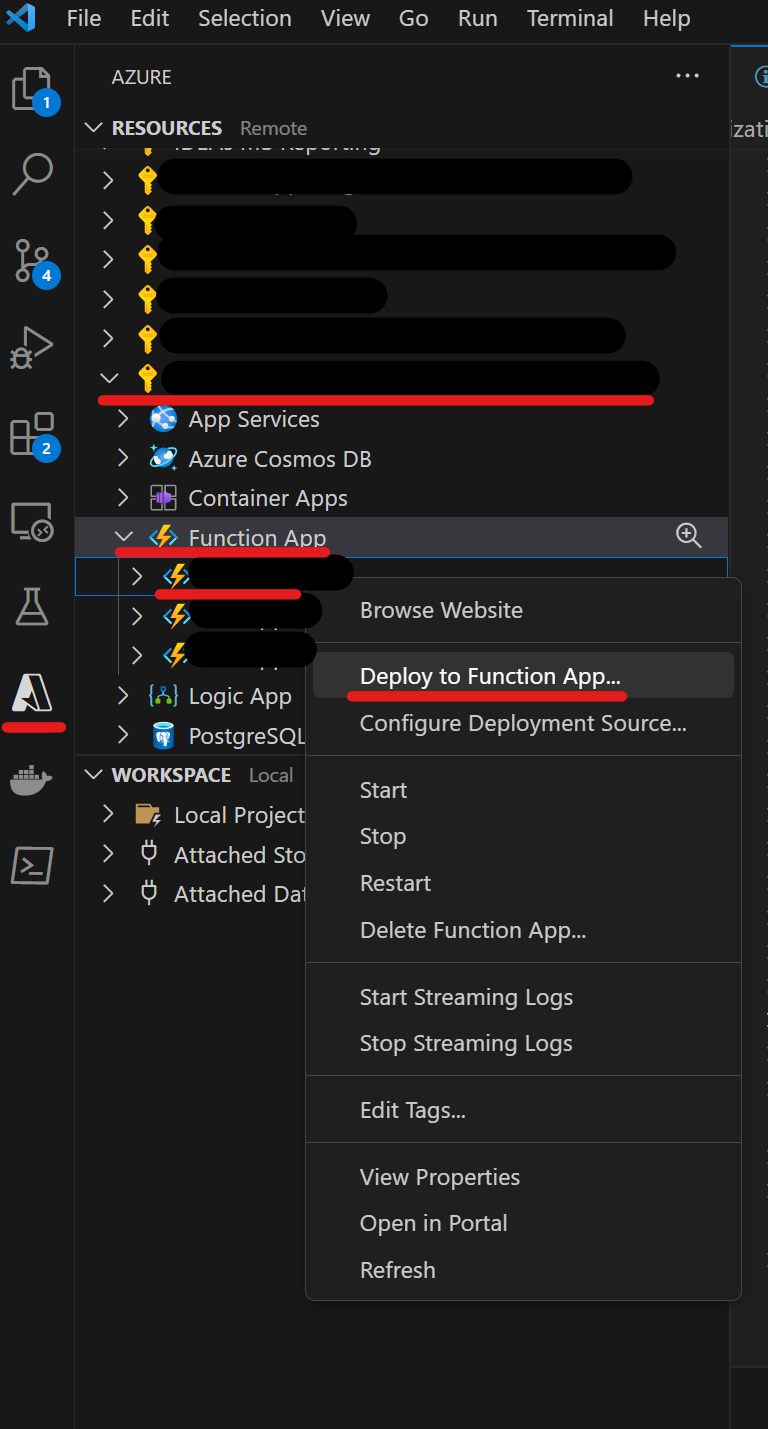 File Edit Selection View Go Run Terminal Help
AZURE
RESOURCES Remote
1
4
2
App Services
Azure Cosmos DB
Container Apps
Function App
Browse Website
Deploy to Function App...
Configure Deployment Source...
Logic App
PostgreSQL
WORKSPACE Local
Start
Local Project
Stop
Attached Sto
Restart
Attached Dat
Delete Function App...
Start Streaming Logs
Stop Streaming Logs
Edit Tags...
View Properties
Open in Portal
Refresh